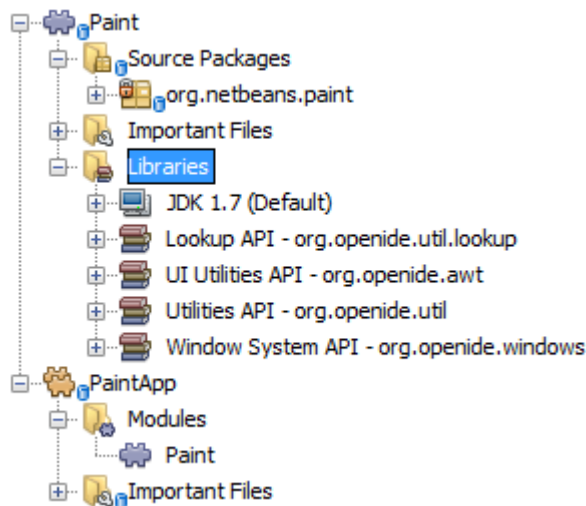 Paint
Source Packages
org.netbeans.paint
Important Files
Libraries
JDK 1.7 (Default)
Lookup API - org.openide.util.lookup
UI Utilities API - org.openide.awt
Utilities API - org.openide.util
Window System API - org.openide.windows
PaintApp
Modules
Paint
Important Files